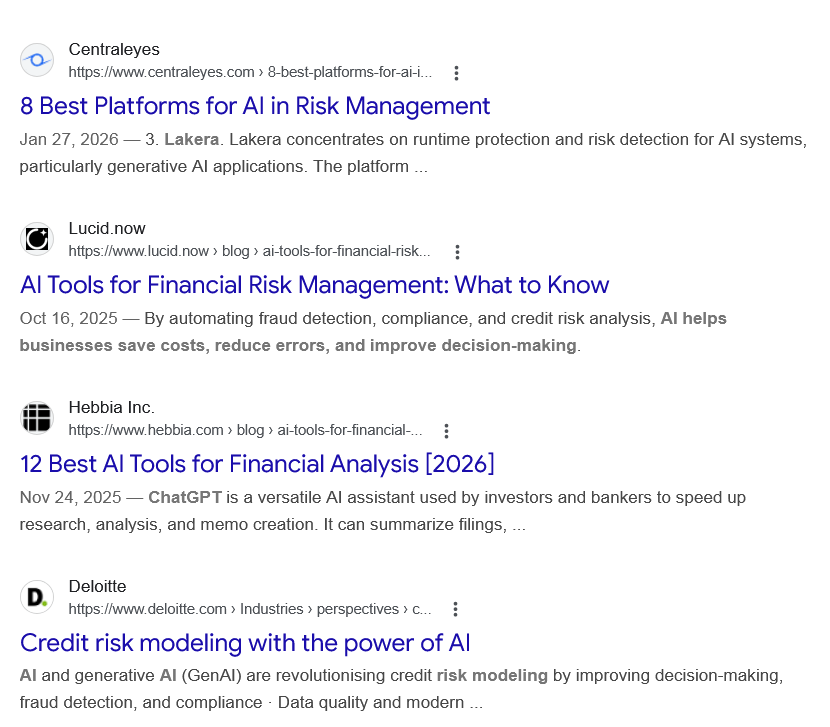 Centraleyes
https://www.centraleyes.com › 8-best-platforms-for-ai-i...
8 Best Platforms for AI in Risk Management
Jan 27, 2026 — 3. Lakera. Lakera concentrates on runtime protection and risk detection for AI systems,
particularly generative AI applications. The platform ...
Lucid.now
https://www.lucid.now › blog › ai-tools-for-financial-risk...
AI Tools for Financial Risk Management: What to Know
Oct 16, 2025 — By automating fraud detection, compliance, and credit risk analysis, AI helps
businesses save costs, reduce errors, and improve decision-making.
Hebbia Inc.
https://www.hebbia.com › blog › ai-tools-for-financial-...
12 Best AI Tools for Financial Analysis [2026]
Nov 24, 2025 — ChatGPT is a versatile AI assistant used by investors and bankers to speed up
research, analysis, and memo creation. It can summarize filings, ...
D.
Deloitte
https://www.deloitte.com › Industries › perspectives › c...
Credit risk modeling with the power of AI
AI and generative AI (GenAI) are revolutionising credit risk modeling by improving decision-making,
fraud detection, and compliance · Data quality and modern ...